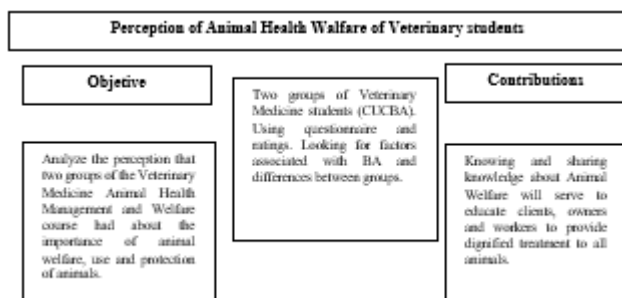 Perception of Animal Health Walfare of Veterinary students
Objetive
Analyze the perception that
two groups of the Veterinary
Medicine Animal Health
Management and Welfare
course had about the
importance of animal
welfare, use and protection
of animals.
Two groups of Veterinary
Medicine students (CUCBA).
Using questionnaire and
ratings. Looking for factors
associated with BA and
differences between groups.
Contributions
Knowing and sharing
knowledge about Animal
Welfare will serve to
educate clients, owners
and workers to provide
dignified treatment to all
animals.